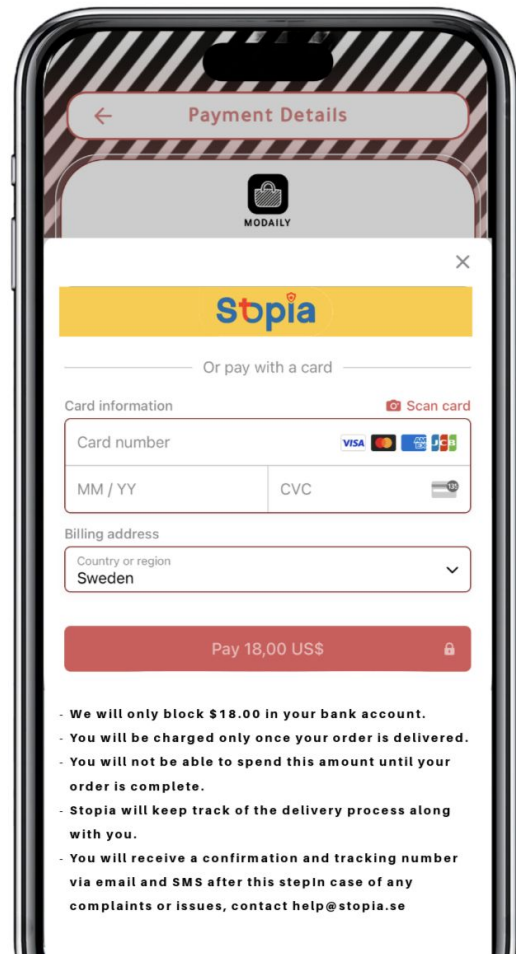 Payment Details
MODAILY
Stopia
Or pay with a card
Card information
Scan card
Card number
VISA
JCB
MM / YY
CVC
Billing address
Country or region
Sweden
Pay 18,00 US$
- We will only block $18.00 in your bank account.
- You will be charged only once your order is delivered.
- You will not be able to spend this amount until your
order is complete.
- Stopia will keep track of the delivery process along
with you.
- You will receive a confirmation and tracking number
via email and SMS after this stepIn case of any
complaints or issues, contact help@stopia.se